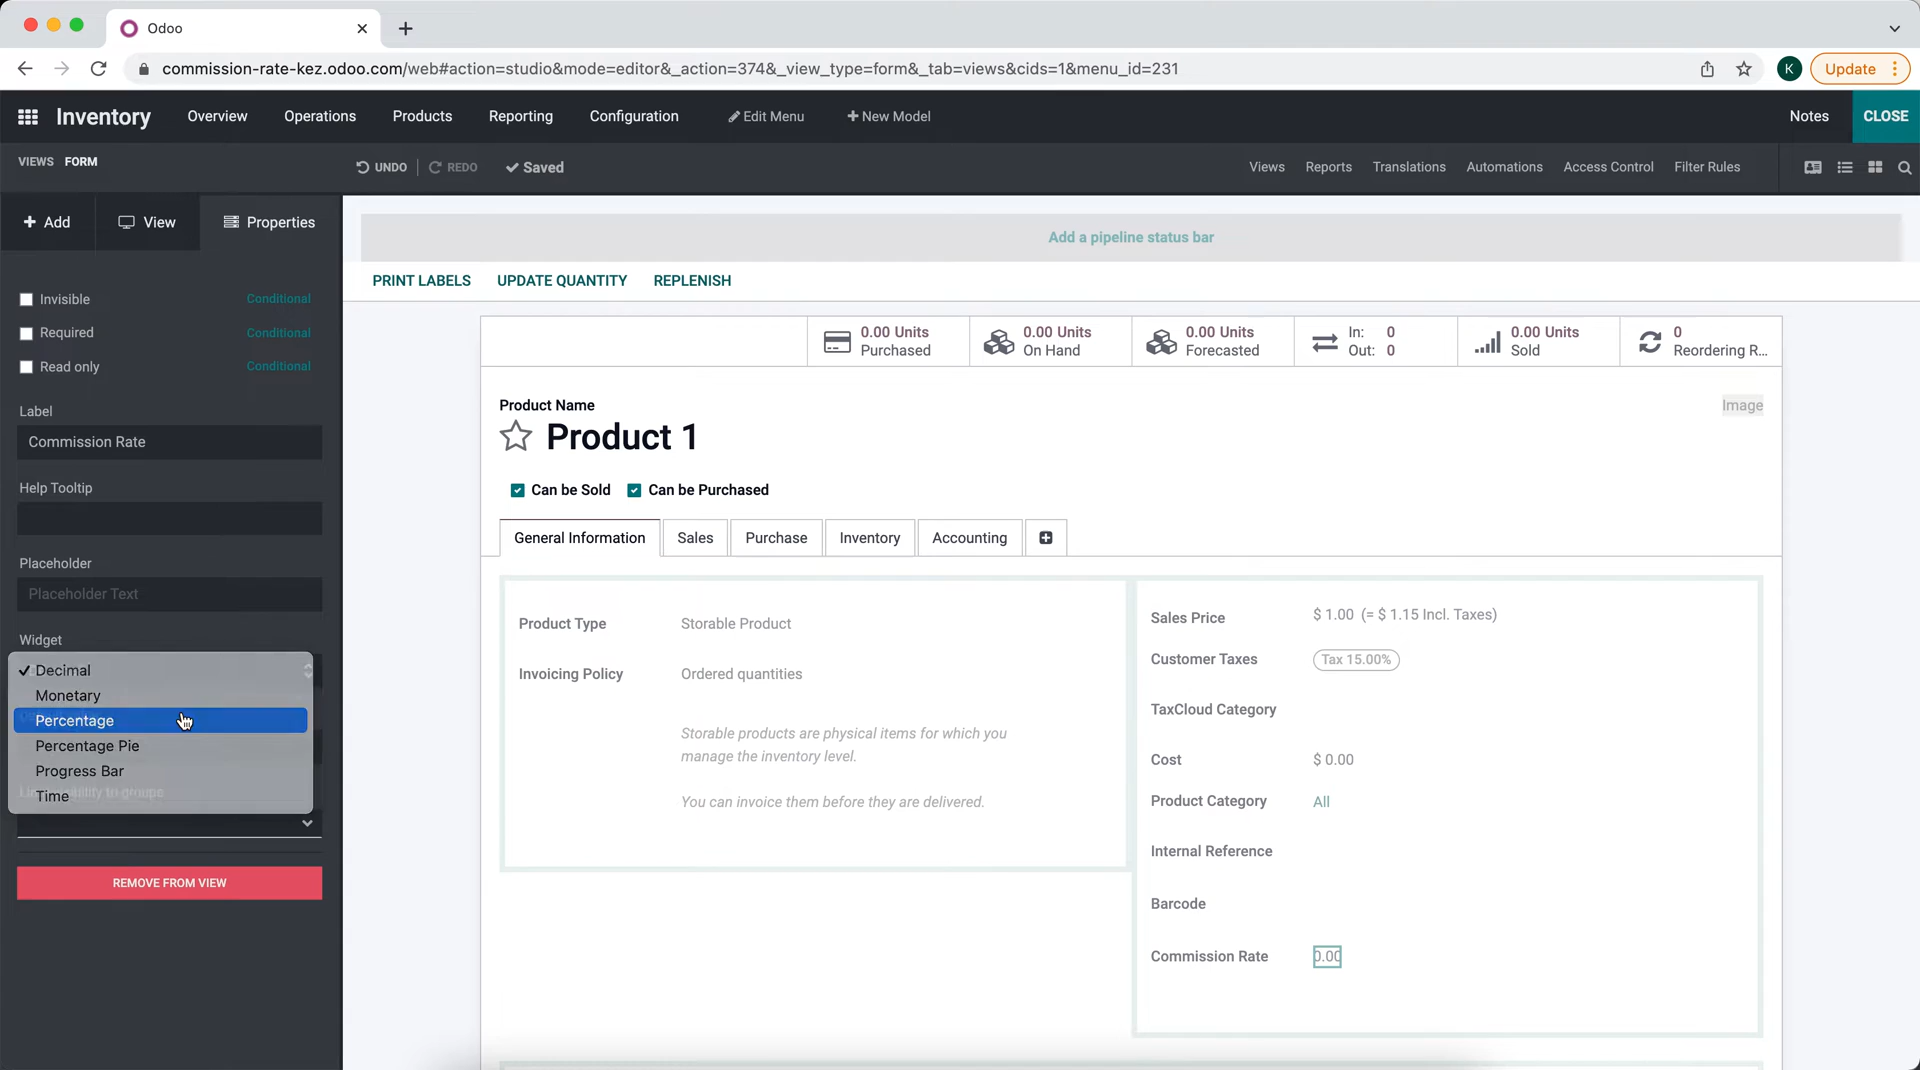 Odoo
commission-rate-kez.odoo.com/web#action=studio&mode=editor&_action=374&_view_type=form&_tab=views&cids=1&menu_id=231
K
Update
Inventory
Overview
Operations
Products
Reporting
Configuration
Edit Menu
New Model
Notes
CLOSE
VIEWS FORM
UNDO
REDO
Saved
Views
Reports
Translations
Automations
Access Control
Filter Rules
+ Add
View
Properties
Add a pipeline status bar
PRINT LABELS
UPDATE QUANTITY
REPLENISH
Invisible
Conditional
Required
Conditional
Read only
Conditional
Label
Commission Rate
Help Tooltip
Placeholder
Placeholder Text
Widget
Decimal
Monetary
Percentage
Percentage Pie
Progress Bar
Time
REMOVE FROM VIEW
0.00 Units
Purchased
0.00 Units
On Hand
0.00 Units
Forecasted
In: 0
Out: 0
0.00 Units
Sold
0
Reordering R...
Product Name
Product 1
Image
Can be Sold
Can be Purchased
General Information
Sales
Purchase
Inventory
Accounting
Product Type
Storable Product
Invoicing Policy
Ordered quantities
Storable products are physical items for which you
manage the inventory level.
You can invoice them before they are delivered.
Sales Price
$ 1.00 (= $ 1.15 Incl. Taxes)
Customer Taxes
Tax 15.00%
TaxCloud Category
Cost
$ 0.00
Product Category
All
Internal Reference
Barcode
Commission Rate
0.00